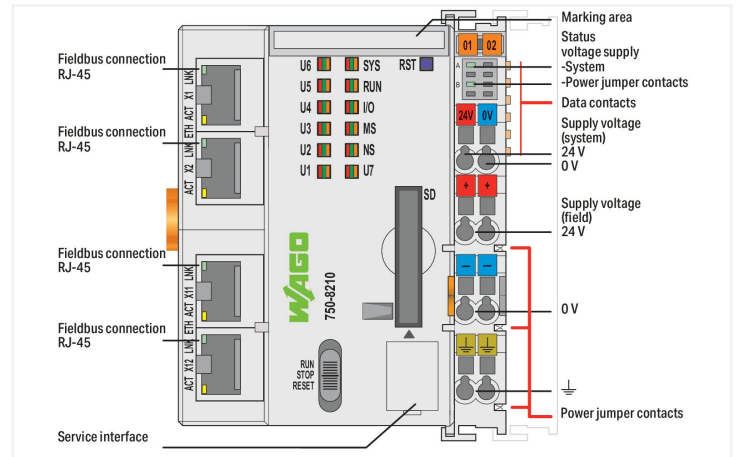 Marking area
Status
voltage supply
-System
-Power jumper contacts
Data contacts
Supply voltage
(system)
24 V
0 V
Supply voltage
(field)
24 V
0 V
Power jumper contacts
Fieldbus connection
RJ-45
Fieldbus connection
RJ-45
Fieldbus connection
RJ-45
Fieldbus connection
RJ-45
Service interface
ACT X1 LNK
ETH
ACT X2 LNK
ACT X11 LNK
ETH
ACT X12 LNK
U6 SYS RST
U5 RUN
U4 I/O
U3 MS
U2 NS
U1 U7
SD
WAGO
750-8210
RUN
STOP
RESET
01 02
A
B
24V 0V
+ +
— —